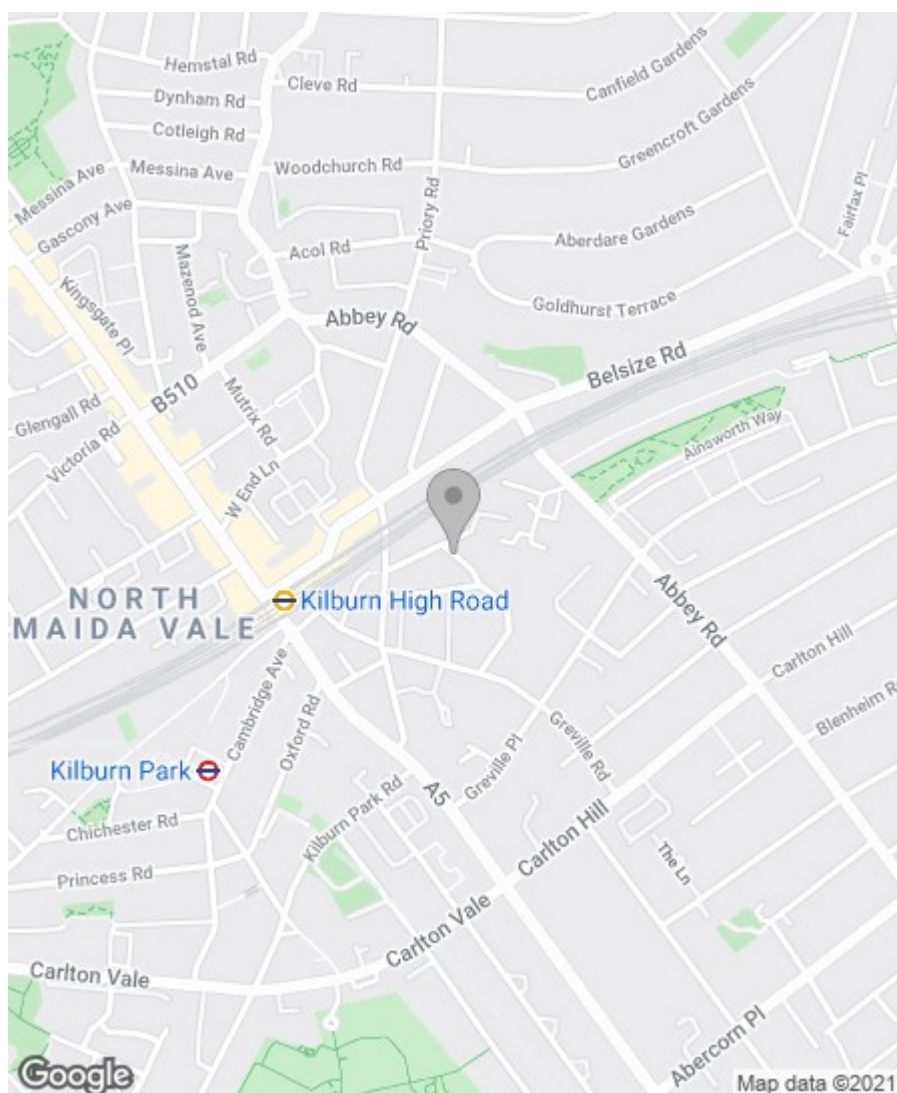 Hemstal Rd
Cleve Rd
Canfield Gardens
Dynham Rd
Cotleigh Rd
Greencroft Gardens
Messina Ave
Messina Ave
Woodchurch Rd
Gascony Ave
Priory Rd
Fairfax Pl
Aberdare Gardens
Acol Rd
Mazenod Ave
Kingsgate Pl
Goldhurst Terrace
Abbey Rd
Belsize Rd
B510
Mutrix Rd
Glengall Rd
Victoria Rd
Ainsworth Way
W End Ln
NORTH
MAIDA VALE
Kilburn High Road
Abbey Rd
Carlton Hill
Cambridge Ave
Oxford Rd
Blenheim R
Greville Pl
Greville Rd
Kilburn Park
A5
Kilburn Park Rd
Chichester Rd
Carlton Hill
The Ln
Princess Rd
Carlton Vale
Carlton Vale
Abercorn Pl
Google
Map data ©2021